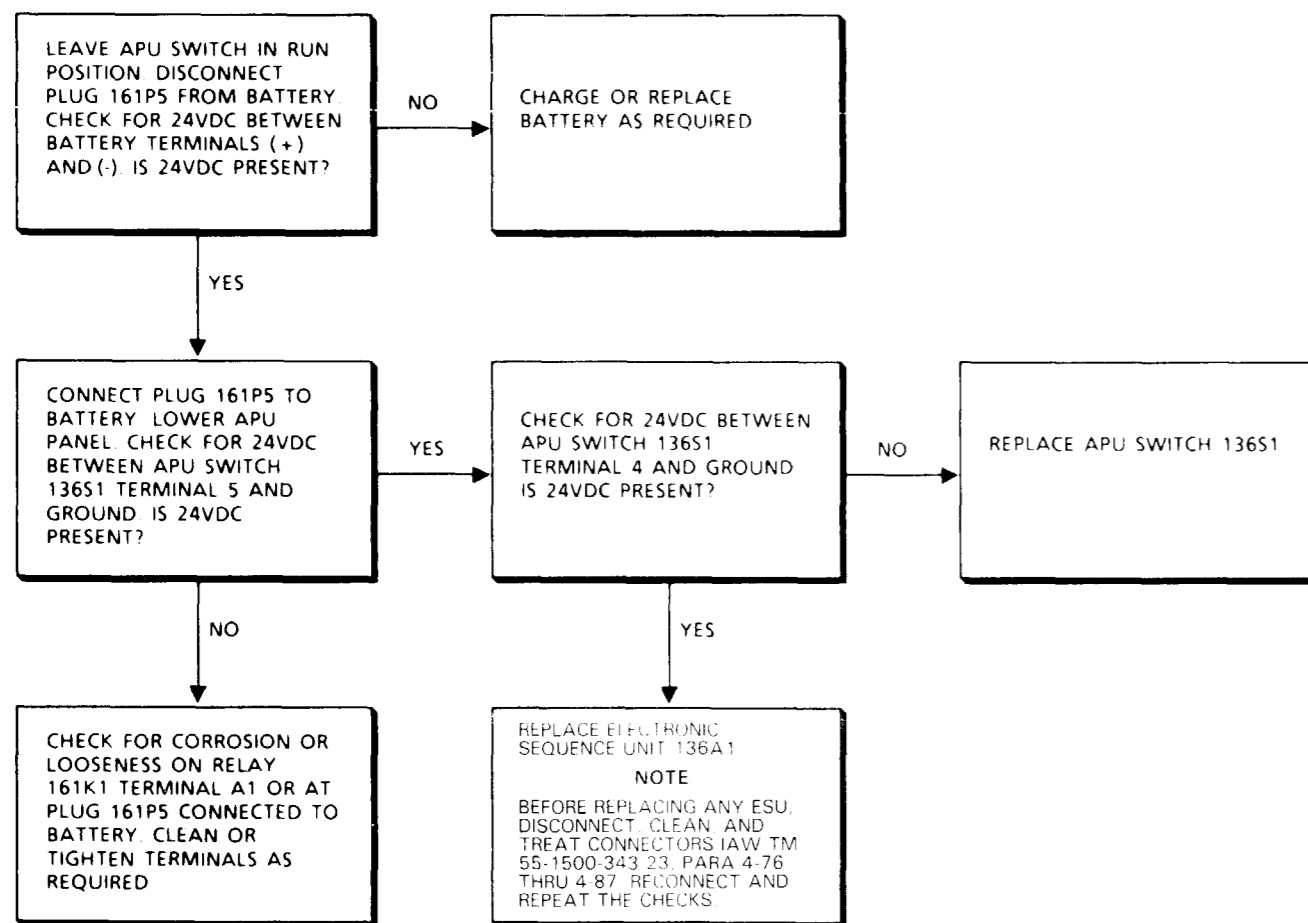 LEAVE APU SWITCH IN RUN
POSITION. DISCONNECT
PLUG 161P5 FROM BATTERY.
CHECK FOR 24VDC BETWEEN
BATTERY TERMINALS (+)
AND (-). IS 24VDC PRESENT?
NO
CHARGE OR REPLACE
BATTERY AS REQUIRED
YES
CONNECT PLUG 161P5 TO
BATTERY. LOWER APU
PANEL. CHECK FOR 24VDC
BETWEEN APU SWITCH
136S1 TERMINAL 5 AND
GROUND. IS 24VDC
PRESENT?
YES
CHECK FOR 24VDC BETWEEN
APU SWITCH 136S1
TERMINAL 4 AND GROUND
IS 24VDC PRESENT?
NO
REPLACE APU SWITCH 136S1
NO
YES
CHECK FOR CORROSION OR
LOOSENESS ON RELAY
161K1 TERMINAL A1 OR AT
PLUG 161P5 CONNECTED TO
BATTERY. CLEAN OR
TIGHTEN TERMINALS AS
REQUIRED
REPLACE ELECTRONIC
SEQUENCE UNIT 136A1
NOTE
BEFORE REPLACING ANY ESU,
DISCONNECT, CLEAN, AND
TREAT CONNECTORS IAW TM
55-1500-343 23, PARA 4-76
THRU 4-87. RECONNECT AND
REPEAT THE CHECKS.